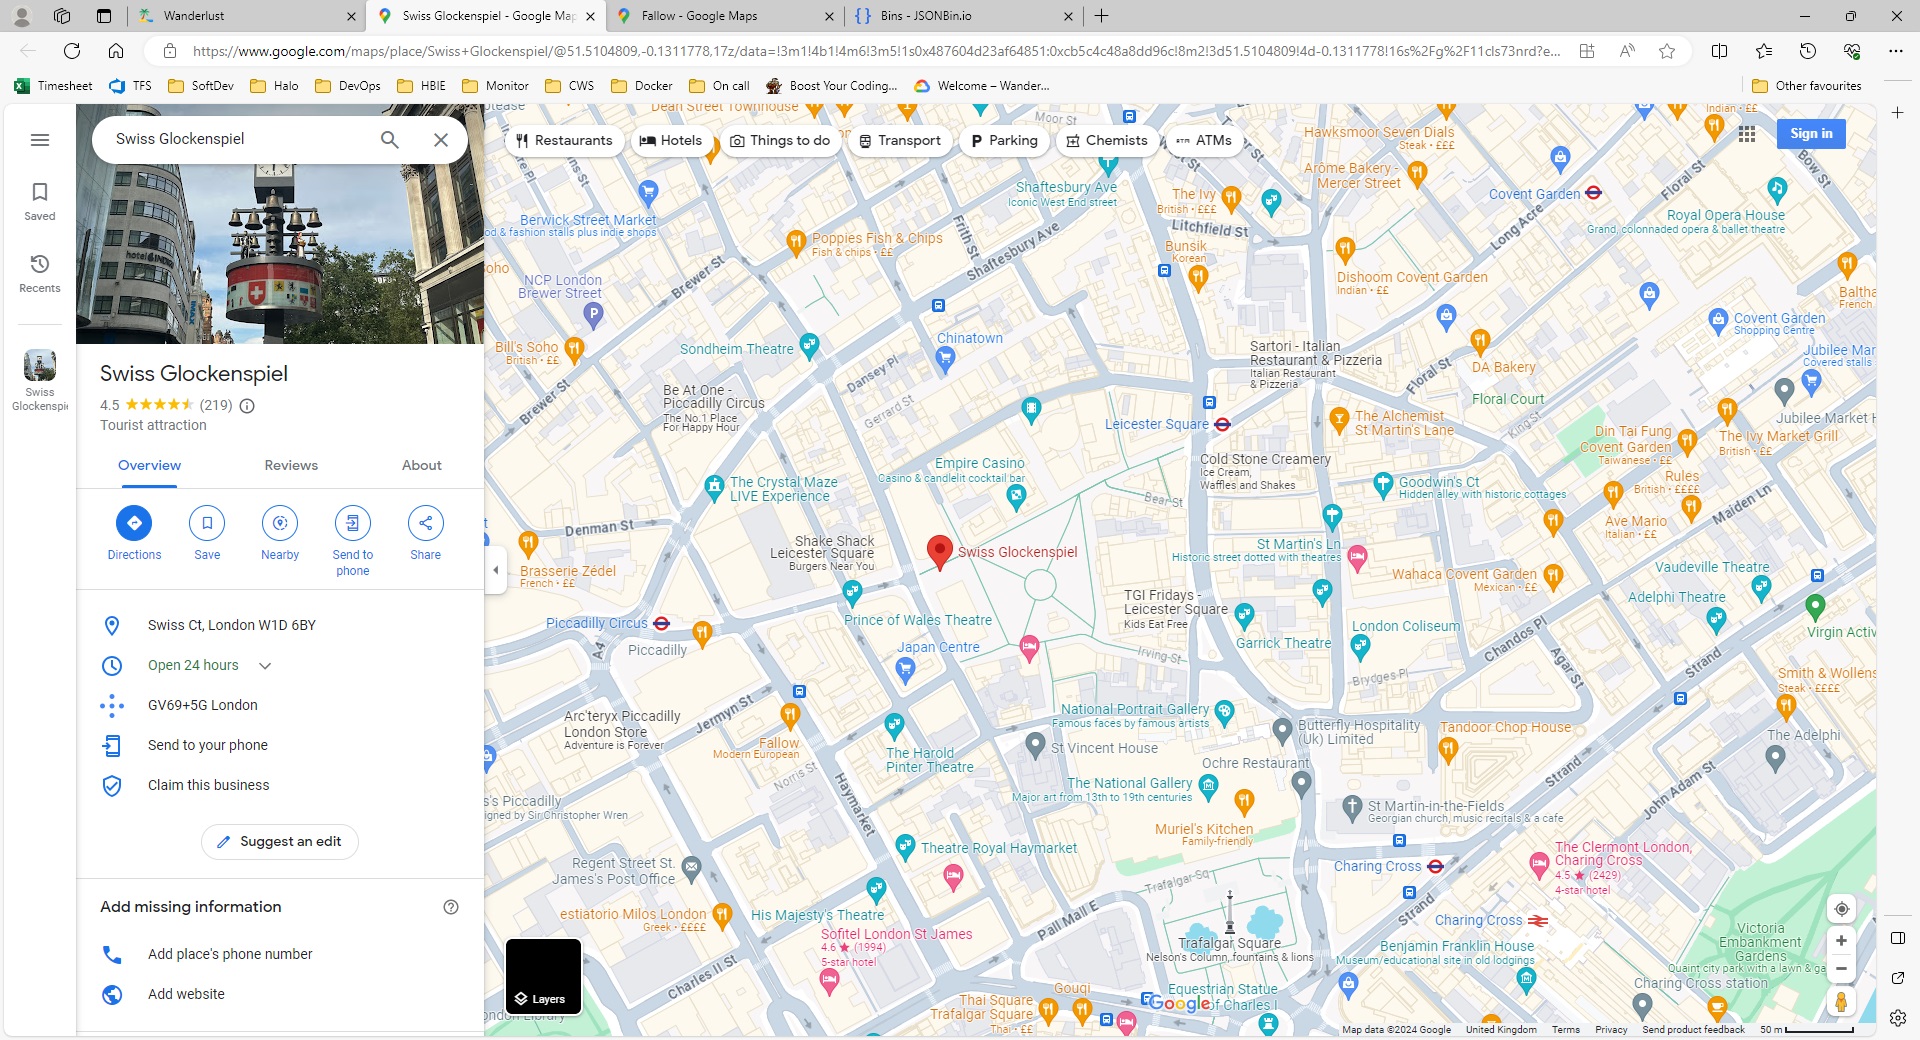 Wanderlust
Swiss Glockenspiel - Google Map
Fallow - Google Maps
Bins - JSONBin.io
https://www.google.com/maps/place/Swiss+Glockenspiel/@51.5104809,-0.1311778,17z/data=!3m1!4b1!4m6!3m5!1s0x487604d23af64851:0xcb5c4c48a8dd96c!8m2!3d51.5104809!4d-0.1311778!16s%2Fg%2F11cls73nrd?e...
Timesheet
TFS
SoftDev
Halo
DevOps
HBIE
Monitor
CWS
Docker
On call
Boost Your Coding...
Welcome – Wander...
Other favourites
Swiss Glockenspiel
Saved
Recents
Swiss
Glockenspie
hotel INDIGO
Swiss Glockenspiel
4.5 (219)
Tourist attraction
Overview
Reviews
About
Directions
Save
Nearby
Send to
phone
Share
Swiss Ct, London W1D 6BY
Open 24 hours
GV69+5G London
Send to your phone
Claim this business
Suggest an edit
Add missing information
Add place's phone number
Add website
Restaurants
Hotels
Things to do
Transport
Parking
Chemists
ATMs
Sign in
Dean Street Townhouse
Moor St
Hawksmoor Seven Dials
Steak • £££
Indian • ££
Bow St
Arôme Bakery -
Mercer Street
Covent Garden
Floral St
Shaftesbury Ave
Iconic West End street
The Ivy
British • £££
Litchfield St
Long Acre
Royal Opera House
Grand, colonnaded opera & ballet theatre
Berwick Street Market
od & fashion stalls plus indie shops
Poppies Fish & Chips
Fish & chips • ££
Frith St
Shaftesbury Ave
Bunsik
Korean
Dishoom Covent Garden
Indian • ££
oho
NCP London
Brewer Street
Brewer St
Baltha
French
Covent Garden
Shopping Centre
Bill's Soho
British • ££
Sondheim Theatre
Chinatown
Dansey Pl
Sartori - Italian
Restaurant & Pizzeria
Italian Restaurant
& Pizzeria
Floral St
DA Bakery
Jubilee Mar
Covered stalls
Brewer St
Be At One -
Piccadilly Circus
The No.1 Place
For Happy Hour
Gerrard St
Floral Court
Leicester Square
The Alchemist
St Martin's Lane
King St
Din Tai Fung
Covent Garden
Taiwanese • ££
Jubilee Market H
The Ivy Market Grill
British • £££
Empire Casino
Casino & candlelit cocktail bar
Cold Stone Creamery
Ice Cream,
Waffles and Shakes
The Crystal Maze
LIVE Experience
Bear St
Goodwin's Ct
Hidden alley with historic cottages
Rules
British • ££££
Maiden Ln
Denman St
Shake Shack
Leicester Square
Burgers Near You
Swiss Glockenspiel
St Martin's Ln
Historic street dotted with theatres
Ave Mario
Italian • ££
Brasserie Zédel
French • ££
Wahaca Covent Garden
Mexican • ££
Vaudeville Theatre
Adelphi Theatre
TGI Fridays -
Leicester Square
Kids Eat Free
Piccadilly Circus
Prince of Wales Theatre
Garrick Theatre
London Coliseum
Chandos Pl
Virgin Activ
A4
Piccadilly
Japan Centre
Irving St
Brydges Pl
Agar St
Strand
Smith & Wollens
Steak • ££££
Jermyn St
Arc'teryx Piccadilly
London Store
Adventure is Forever
National Portrait Gallery
Famous faces by famous artists
Butterfly Hospitality
(Uk) Limited
Tandoor Chop House
Indian • ££
The Adelphi
Fallow
Modern European
The Harold
Pinter Theatre
St Vincent House
Ochre Restaurant
Norris St
Haymarket
The National Gallery
Major art from 13th to 19th centuries
Strand
John Adam St
s's Piccadilly
igned by Sir Christopher Wren
St Martin-in-the-Fields
Georgian church, music recitals & a cafe
Muriel's Kitchen
Family-friendly
Theatre Royal Haymarket
Regent Street St.
James's Post Office
Charing Cross
The Clermont London,
Charing Cross
4.5 (2429)
4-star hotel
Trafalgar Sq
Strand
estiatorio Milos London
Greek • ££££
His Majesty's Theatre
Pall Mall E
Charing Cross
Sofitel London St James
4.6 (1994)
5-star hotel
Trafalgar Square
Nelson's Column, fountains & lions
Benjamin Franklin House
Museum/educational site in old lodgings
Victoria
Embankment
Gardens
Quaint city park with a lawn & ga
Charles II St
Charing Cross station
Layers
Thai Square
Trafalgar Square
Thai • ££
Gouqi
Equestrian Statue
of Charles I
Google
ondon Library
Map data ©2024 Google
United Kingdom
Terms
Privacy
Send product feedback
50 m